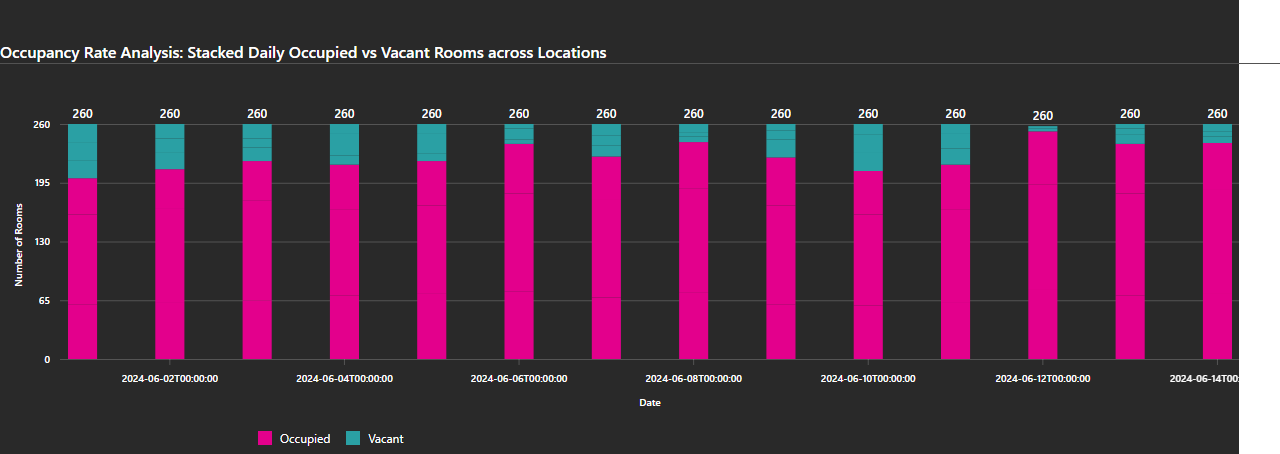 Occupancy Rate Analysis: Stacked Daily Occupied vs Vacant Rooms across Locations
260 260 260 260 260 260 260 260 260 260 260 260 260 260
260
195
130
65
0
Number of Rooms
2024-06-02T00:00:00 2024-06-04T00:00:00 2024-06-06T00:00:00 2024-06-08T00:00:00 2024-06-10T00:00:00 2024-06-12T00:00:00 2024-06-14T00:
Date
Occupied Vacant